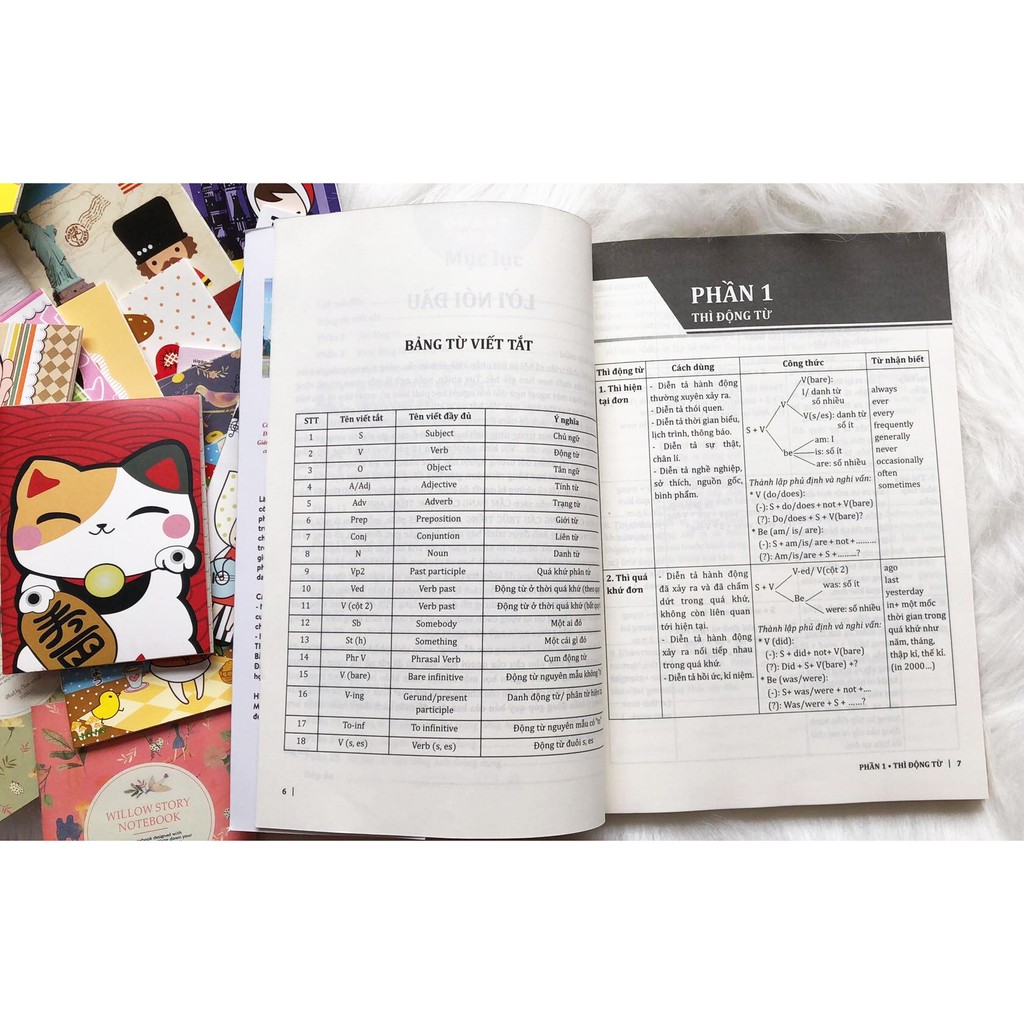 BẢNG TỪ VIẾT TẮT
STT Tên viết tắt Tên viết đầy đủ Ý nghĩa
1 S Subject Chủ ngữ
2 V Verb Động từ
3 O Object Tân ngữ
4 A/Adj Adjective Tính từ
5 Adv Adverb Trạng từ
6 Prep Preposition Giới từ
7 Conj Conjuntion Liên từ
8 N Noun Danh từ
9 Vp2 Past participle Quá khứ phân từ
10 Ved Verb past Động từ ở thời quá khứ (theo
11 V (cột 2) Verb past Động từ ở thời quá khứ (bất
12 Sb Somebody Một ai đó
13 St (h) Something Một cái gì đó
14 Phr V Phrasal Verb Cụm động từ
15 V (bare) Bare infinitive Động từ nguyên mẫu không
16 V-ing Gerund/present Danh động từ/ phân từ hiện
participle
17 To-inf To infinitive Động từ nguyên mẫu có "to"
18 V (s, es) Verb (s, es) Động từ đuôi s, es
6
PHẦN 1
THÌ ĐỘNG TỪ
Thì động từ Cách dùng Công thức Từ nhận biết
1. Thì hiện
tại đơn
- Diễn tả hành động
thường xuyên xảy ra.
- Diễn tả thói quen.
- Diễn tả thời gian biểu,
lịch trình, thông báo.
- Diễn tả sự thật,
chân lí.
- Diễn tả nghề nghiệp,
sở thích, nguồn gốc,
bình phẩm.
V(bare):
I/ danh từ
số nhiều
V
V(s/es): danh từ
số ít
S + V
am: I
be is: số ít
are: số nhiều
Thành lập phủ định và nghi vấn:
* V (do/does):
(-): S + do/does + not + V(bare)
(?): Do/does + S + V(bare)?
* Be (am/ is/ are):
(-): S + am/is/ are + not +.........
(?): Am/is/are + S +........?
always
ever
every
frequently
generally
never
occasionally
often
sometimes
2. Thì quá
khứ đơn
- Diễn tả hành động
đã xảy ra và đã chấm
dứt trong quá khứ,
không còn liên quan
tới hiện tại.
- Diễn tả hành động
xảy ra nối tiếp nhau
trong quá khứ.
- Diễn tả hồi ức, kỉ niệm.
V-ed/ V(cột 2)
S + V
was: số ít
Be
were: số nhiều
Thành lập phủ định và nghi vấn:
* V (did):
(-): S + did+ not+ V(bare)
(?): Did + S+ V(bare) +?
* Be (was/were):
(-): S+ was/were + not +....
(?): Was/were + S + ......?
ago
last
yesterday
in+ một mốc
thời gian trong
quá khứ như
năm, tháng,
thập kỉ, thế kỉ.
(in 2000...)
PHẦN 1 • THÌ ĐỘNG TỪ | 7
WILLOW STORY
NOTEBOOK